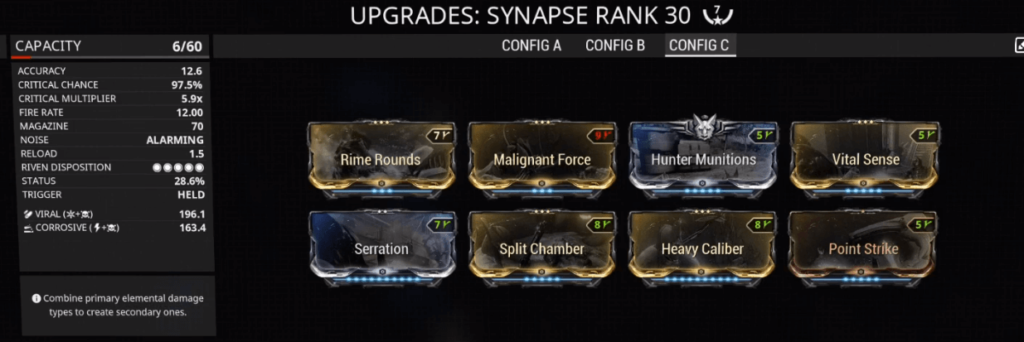 UPGRADES: SYNAPSE RANK 30 7
CAPACITY 6/60
CONFIG A CONFIG B CONFIG C
ACCURACY 12.6
CRITICAL CHANCE 97.5%
CRITICAL MULTIPLIER 5.9x
FIRE RATE 12.00
MAGAZINE 70
NOISE ALARMING
RELOAD 1.5
RIVEN DISPOSITION
STATUS 28.6%
TRIGGER HELD
VIRAL (+) 196.1
CORROSIVE (+) 163.4
Combine primary elemental damage
types to create secondary ones.
7 9 5 5
Rime Rounds Malignant Force Hunter Munitions Vital Sense
7 8 8 5
Serration Split Chamber Heavy Caliber Point Strike